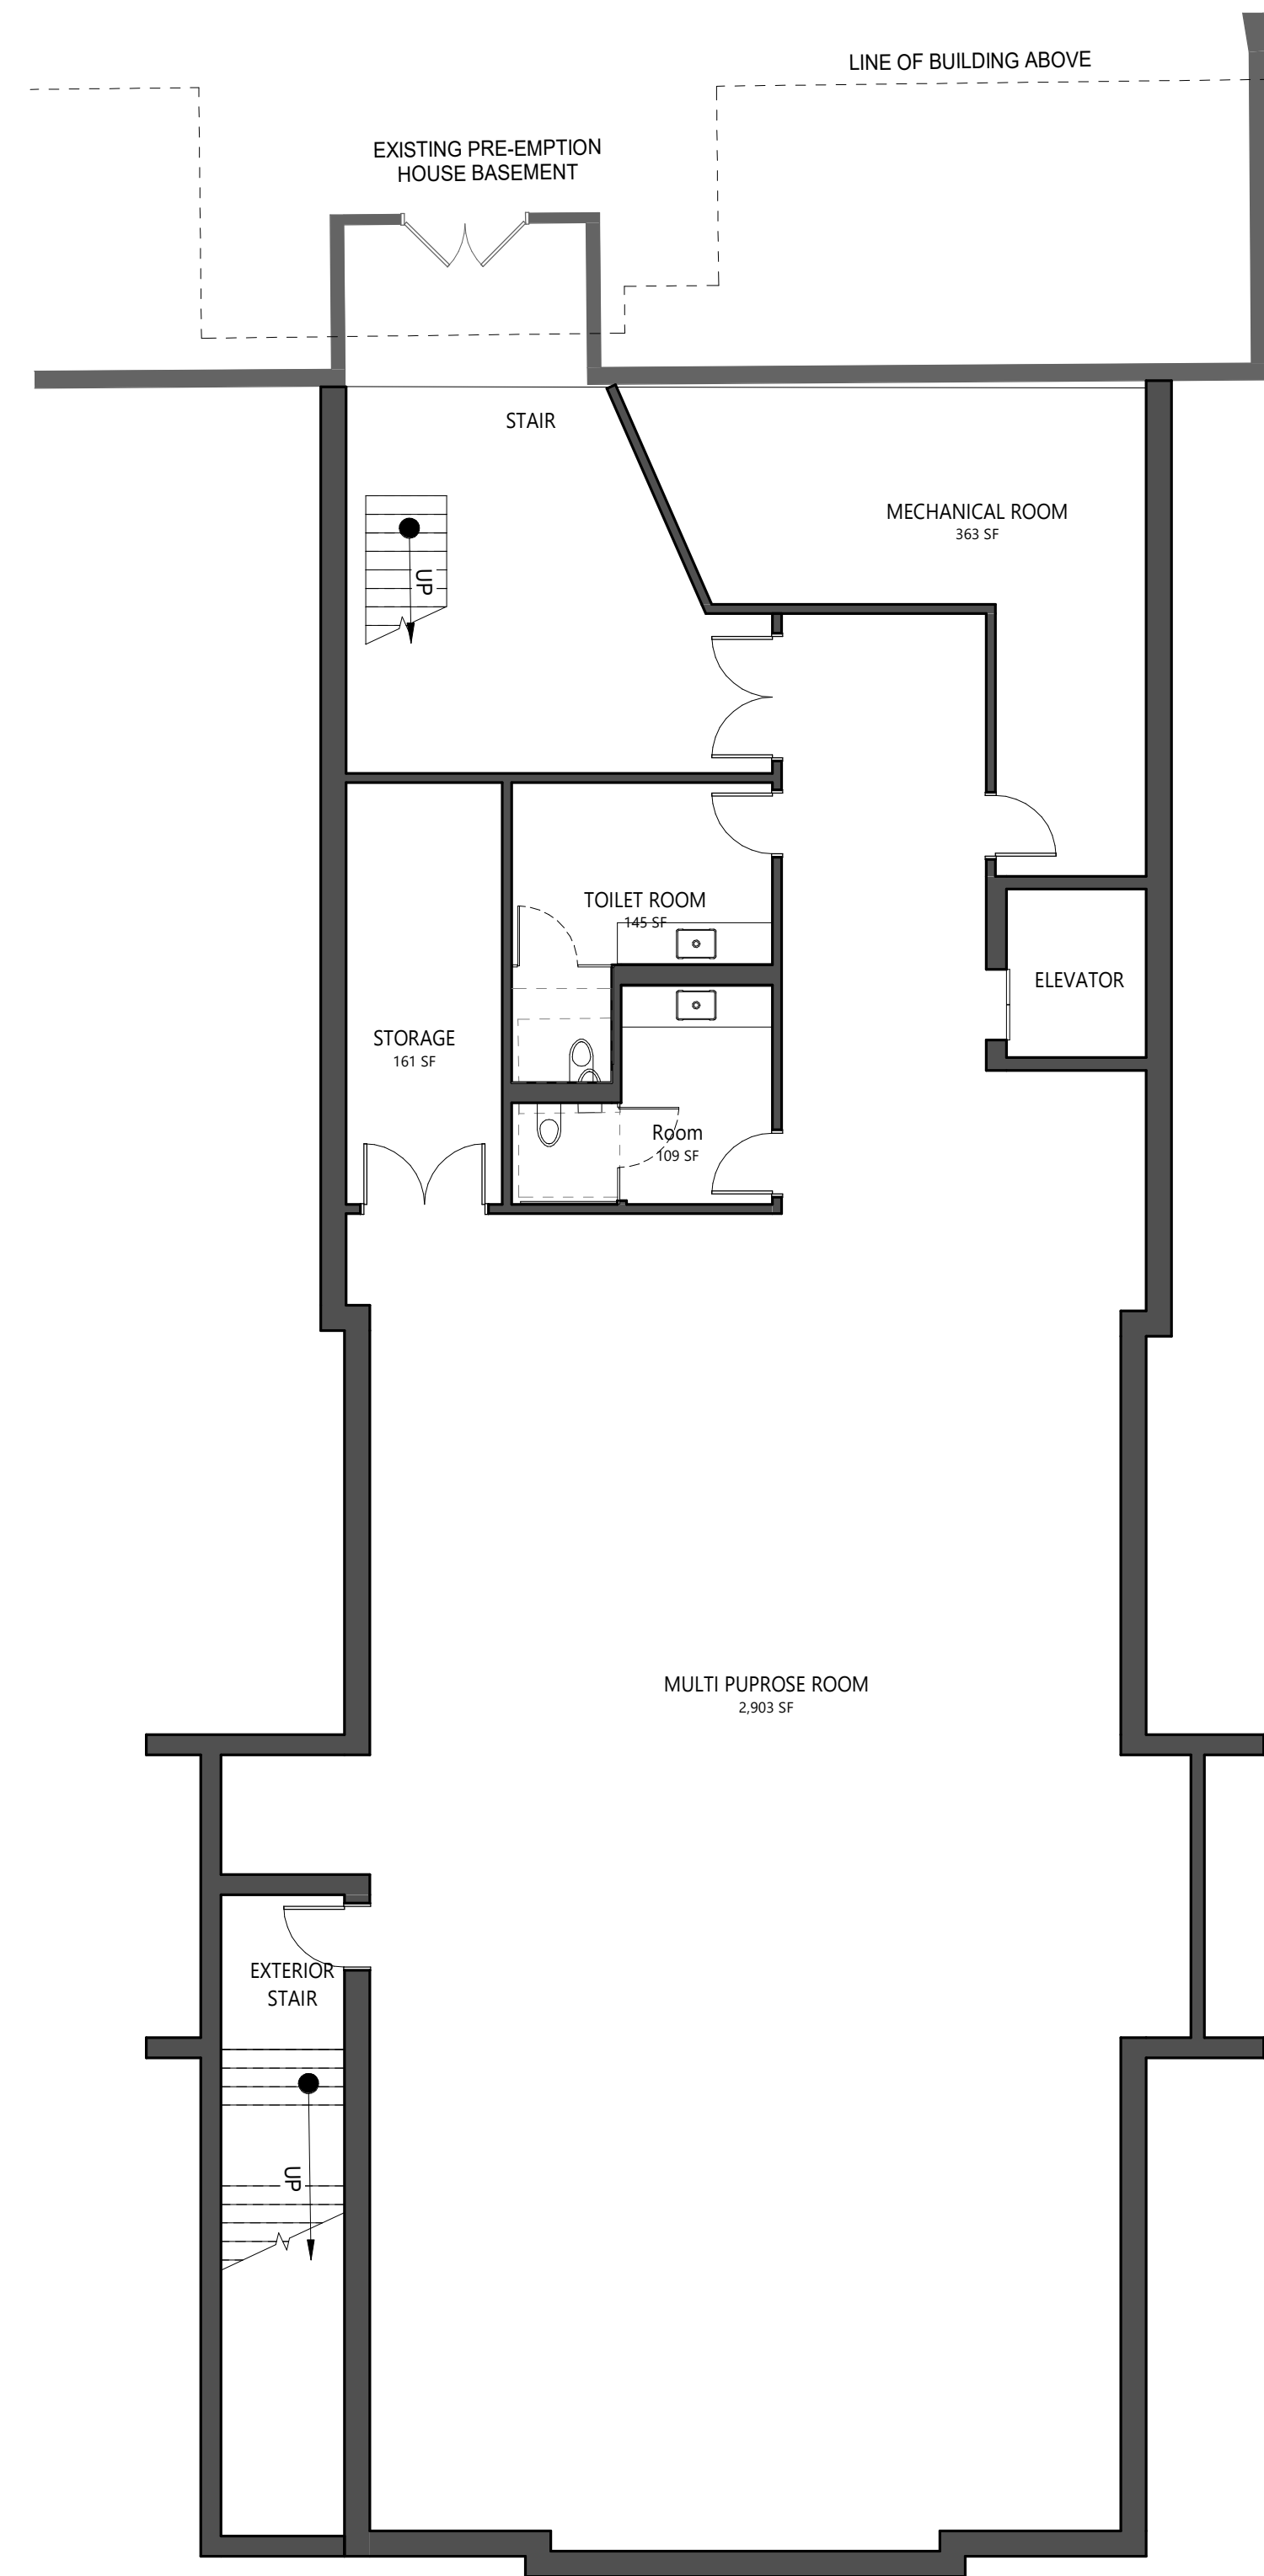 LINE OF BUILDING ABOVE
EXISTING PRE-EMPTION
HOUSE BASEMENT
STAIR
MECHANICAL ROOM
363 SF
UP
TOILET ROOM
145 SF
ELEVATOR
STORAGE
161 SF
Room
109 SF
MULTI PUPROSE ROOM
2,903 SF
EXTERIOR
STAIR
UP